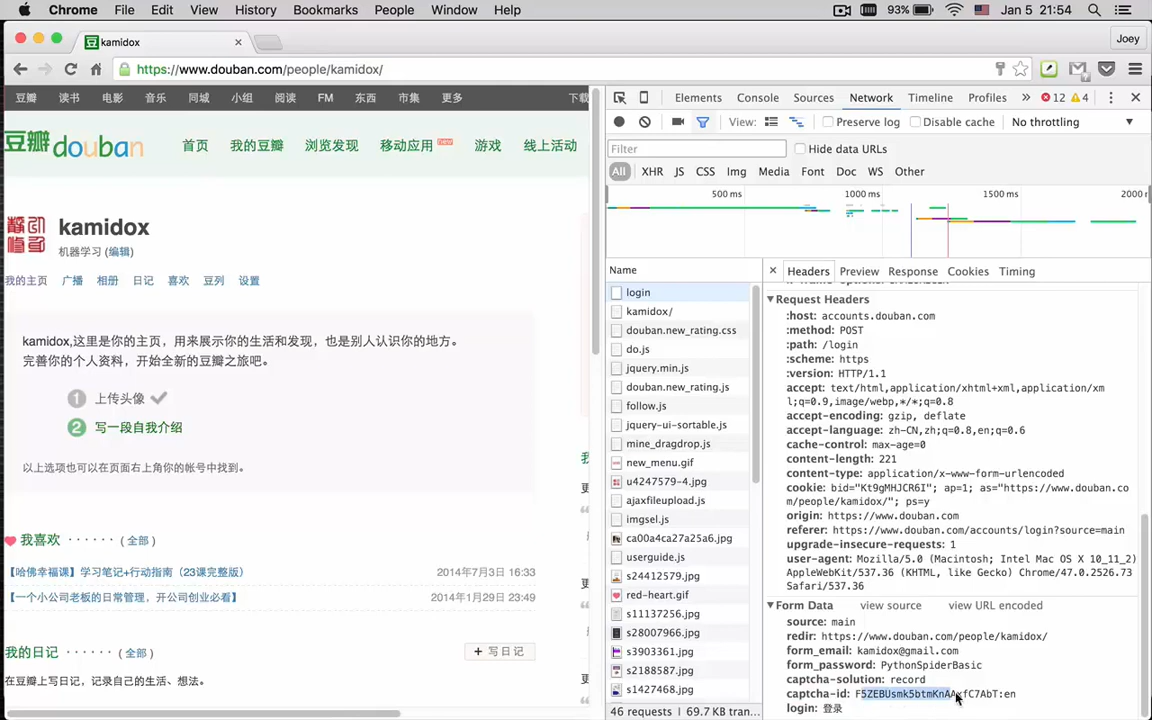 Chrome File Edit View History Bookmarks People Window Help 93% Jan 5 21:54
kamidox Joey
https://www.douban.com/people/kamidox/
豆瓣 读书 电影 音乐 同城 小组 阅读 FM 东西 市集 更多 下载
豆瓣 douban 首页 我的豆瓣 浏览发现 移动应用 new 游戏 线上活动
kamidox
机器学习 (编辑)
我的主页 广播 相册 日记 喜欢 豆列 设置
kamidox,这里是你的主页，用来展示你的生活和发现，也是别人认识你的地方。
完善你的个人资料，开始全新的豆瓣之旅吧。
1 上传头像
2 写一段自我介绍
以上选项也可以在页面右上角你的帐号中找到。
我喜欢 · · · · · · (全部)
【哈佛幸福课】学习笔记+行动指南（23课完整版） 2014年7月3日 16:33
【一个小公司老板的日常管理，开公司创业必看】 2014年1月29日 23:49
我的日记 · · · · · · (全部) + 写日记
在豆瓣上写日记，记录自己的生活、想法。
Elements Console Sources Network Timeline Profiles » 12 4
View: Preserve log Disable cache No throttling
Filter Hide data URLs
All XHR JS CSS Img Media Font Doc WS Other
500 ms 1000 ms 1500 ms 2000
Name
login
kamidox/
douban.new_rating.css
do.js
jquery.min.js
douban.new_rating.js
follow.js
jquery-ui-sortable.js
mine_dragdrop.js
new_menu.gif
u4247579-4.jpg
ajaxfileupload.js
imgsel.js
ca00a4ca27a25a6.jpg
userguide.js
s24412579.jpg
red-heart.gif
s11137256.jpg
s28007966.jpg
s3903361.jpg
s2188587.jpg
s1427468.jpg
46 requests | 69.7 KB tran...
Headers Preview Response Cookies Timing
Request Headers
:host: accounts.douban.com
:method: POST
:path: /login
:scheme: https
:version: HTTP/1.1
accept: text/html,application/xhtml+xml,application/xm
l;q=0.9,image/webp,*/*;q=0.8
accept-encoding: gzip, deflate
accept-language: zh-CN,zh;q=0.8,en;q=0.6
cache-control: max-age=0
content-length: 221
content-type: application/x-www-form-urlencoded
cookie: bid="Kt9gMHJCR6I"; ap=1; as="https://www.douban.co
m/people/kamidox/"; ps=y
origin: https://www.douban.com
referer: https://www.douban.com/accounts/login?source=main
upgrade-insecure-requests: 1
user-agent: Mozilla/5.0 (Macintosh; Intel Mac OS X 10_11_2)
AppleWebKit/537.36 (KHTML, like Gecko) Chrome/47.0.2526.73
Safari/537.36
Form Data view source view URL encoded
source: main
redir: https://www.douban.com/people/kamidox/
form_email: kamidox@gmail.com
form_password: PythonSpiderBasic
captcha-solution: record
login: 登录